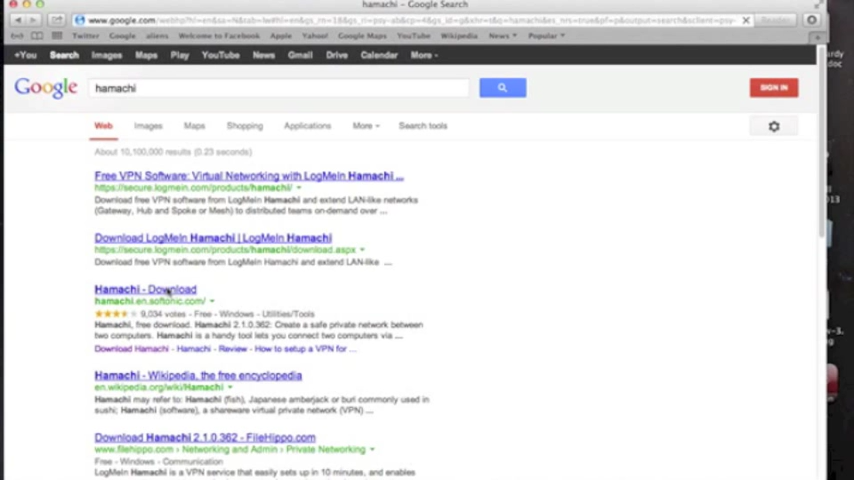 hamachi - Google Search
www.google.com
Reader
Twitter Google aliens Welcome to Facebook Apple Yahoo! Google Maps YouTube Wikipedia News Popular
+You Search Images Maps Play YouTube News Gmail Drive Calendar More
Google hamachi SIGN IN
Web Images Maps Shopping Applications More Search tools
About 10,100,000 results (0.23 seconds)
Free VPN Software: Virtual Networking with LogMeIn Hamachi ...
https://secure.logmein.com/products/hamachi/
Download free VPN software from LogMeIn Hamachi and extend LAN-like networks
(Gateway, Hub and Spoke or Mesh) to distributed teams on-demand over ...
Download LogMeIn Hamachi | LogMeIn Hamachi
https://secure.logmein.com/products/hamachi/download.aspx
Download free VPN software from LogMeIn Hamachi and extend LAN-like ...
Hamachi - Download
hamachi.en.softonic.com/
9,034 votes - Free - Windows - Utilities/Tools
Hamachi, free download. Hamachi 2.1.0.362: Create a safe private network between
two computers. Hamachi is a handy tool lets you connect two computers via ...
Download Hamachi - Hamachi - Review - How to setup a VPN for ...
Hamachi - Wikipedia, the free encyclopedia
en.wikipedia.org/wiki/Hamachi
Hamachi may refer to: Hamachi (fish), Japanese amberjack or buri commonly used in
sushi; Hamachi (software), a shareware virtual private network (VPN) ...
Download Hamachi 2.1.0.362 - FileHippo.com
www.filehippo.com › Networking and Admin › Private Networking
Free - Windows - Communication
LogMeIn Hamachi is a VPN service that easily sets up in 10 minutes, and enables